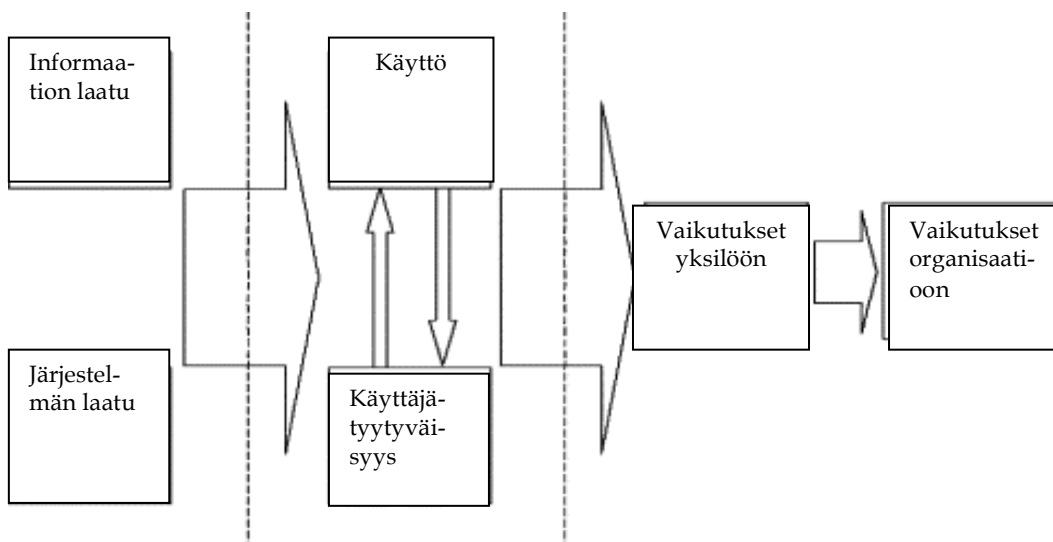 Informaa-
tion laatu
Käyttö
Vaikutukset
yksilöön
Vaikutukset
organisaati-
oon
Järjestel-
män laatu
Käyttäjä-
tyytyväi-
syys